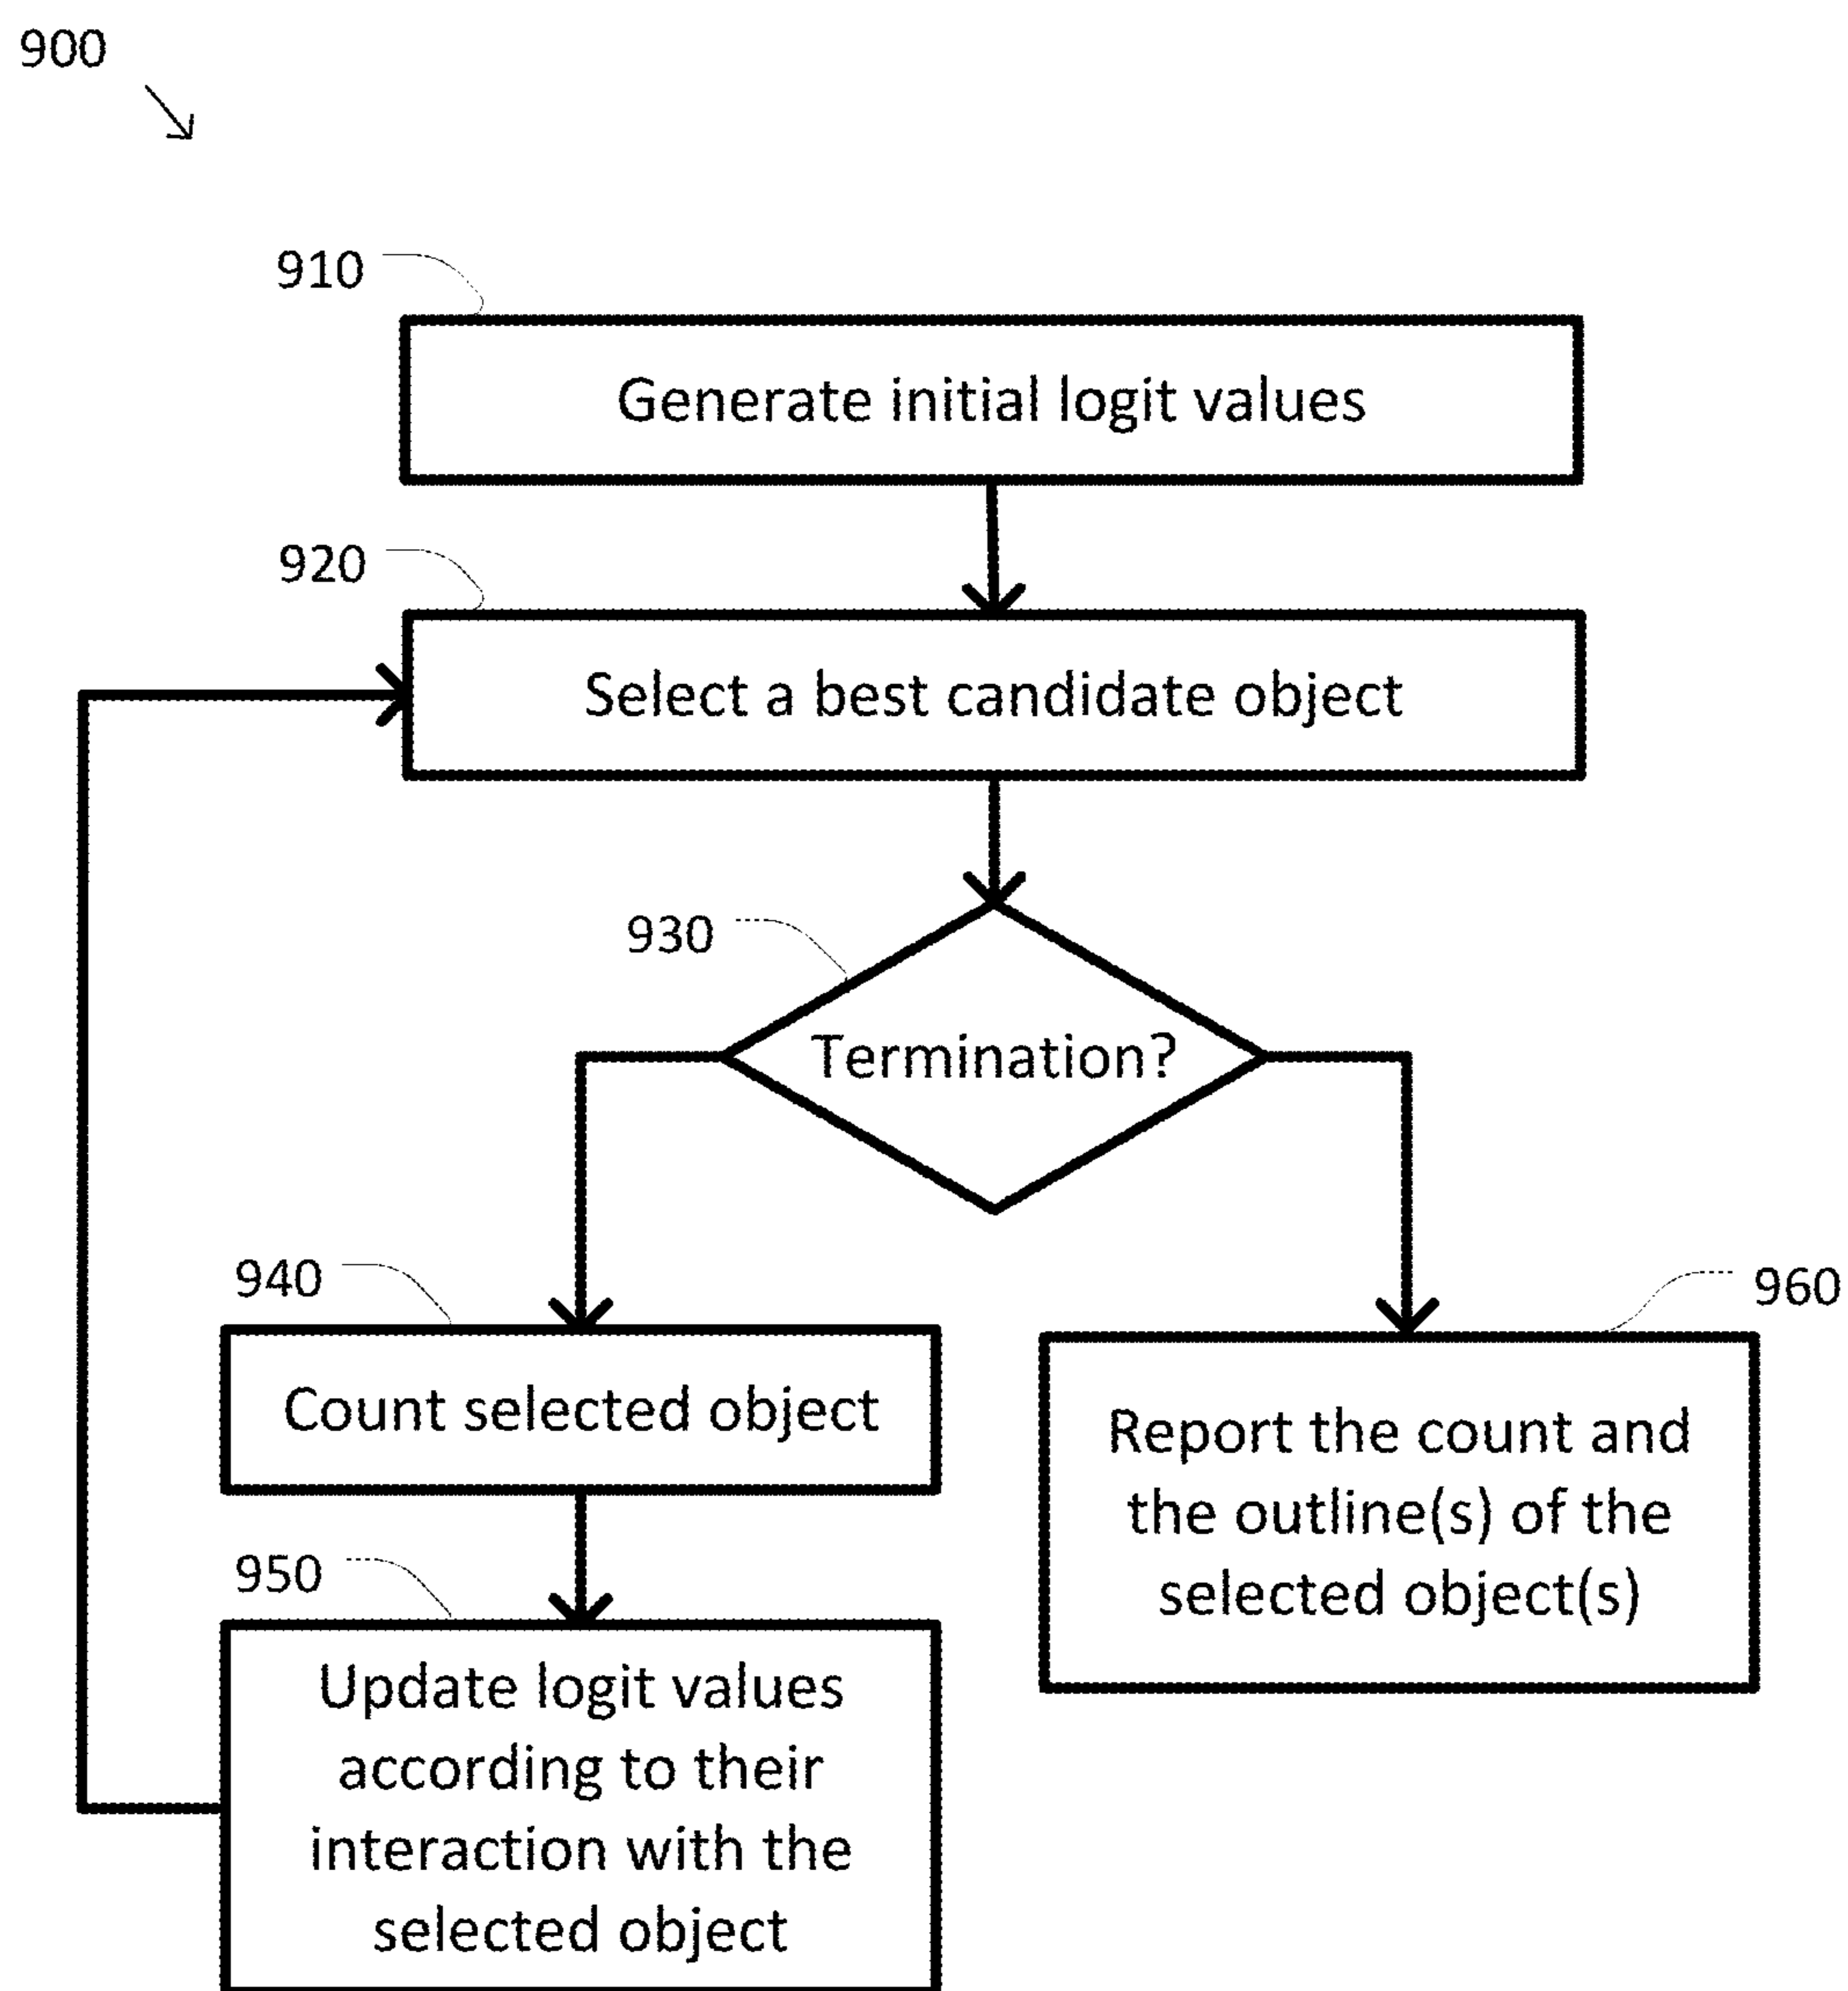 900
910
Generate initial logit values
920
Select a best candidate object
930
Termination?
940
Count selected object
960
Report the count and
the outline(s) of the
selected object(s)
950
Update logit values
according to their
interaction with the
selected object